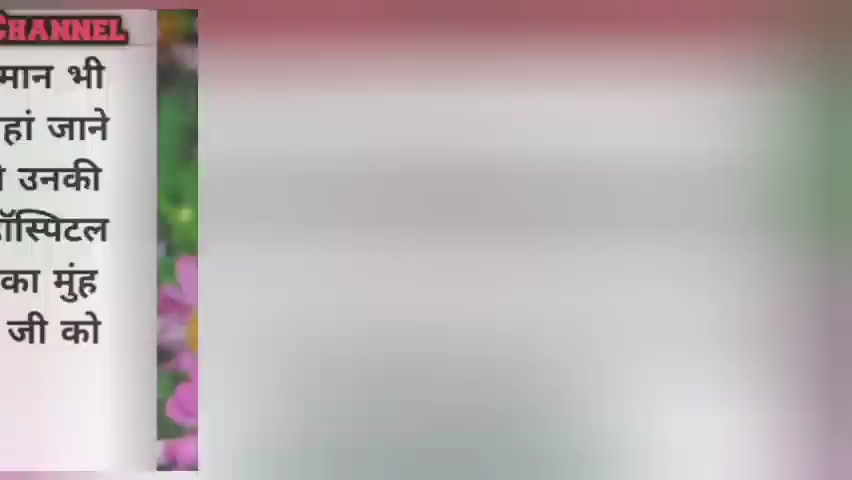 CHANNEL
मान भी
हां जाने
उनकी
हॉस्पिटल
का मुंह
जी को